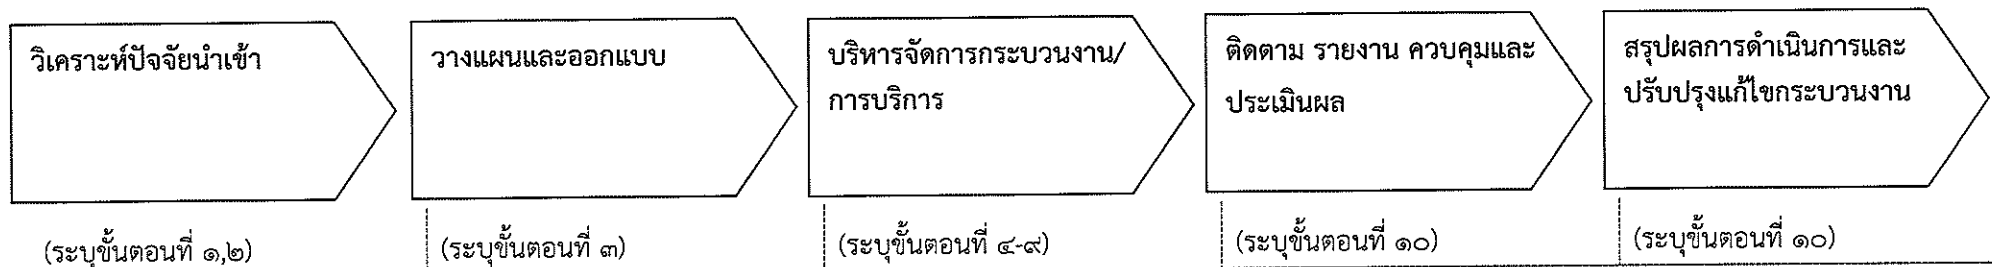 วิเคราะห์ปัจจัยนำเข้า
(ระบุขั้นตอนที่ ๑,๒)
วางแผนและออกแบบ
(ระบุขั้นตอนที่ ๓)
บริหารจัดการกระบวนงาน/
การบริการ
(ระบุขั้นตอนที่ ๔-๙)
ติดตาม รายงาน ควบคุมและ
ประเมินผล
(ระบุขั้นตอนที่ ๑๐)
สรุปผลการดำเนินการและ
ปรับปรุงแก้ไขกระบวนงาน
(ระบุขั้นตอนที่ ๑๐)